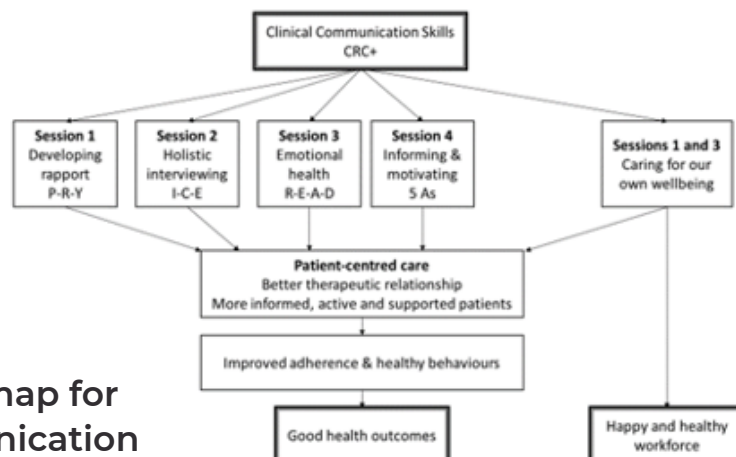 Clinical Communication Skills
CRC+
Session 1
Developing
rapport
P-R-Y
Session 2
Holistic
interviewing
I-C-E
Session 3
Emotional
health
R-E-A-D
Session 4
Informing &
motivating
5 As
Sessions 1 and 3
Caring for our
own wellbeing
Patient-centred care
Better therapeutic relationship
More informed, active and supported patients
Improved adherence & healthy behaviours
Good health outcomes
Happy and healthy
workforce
map for
nication